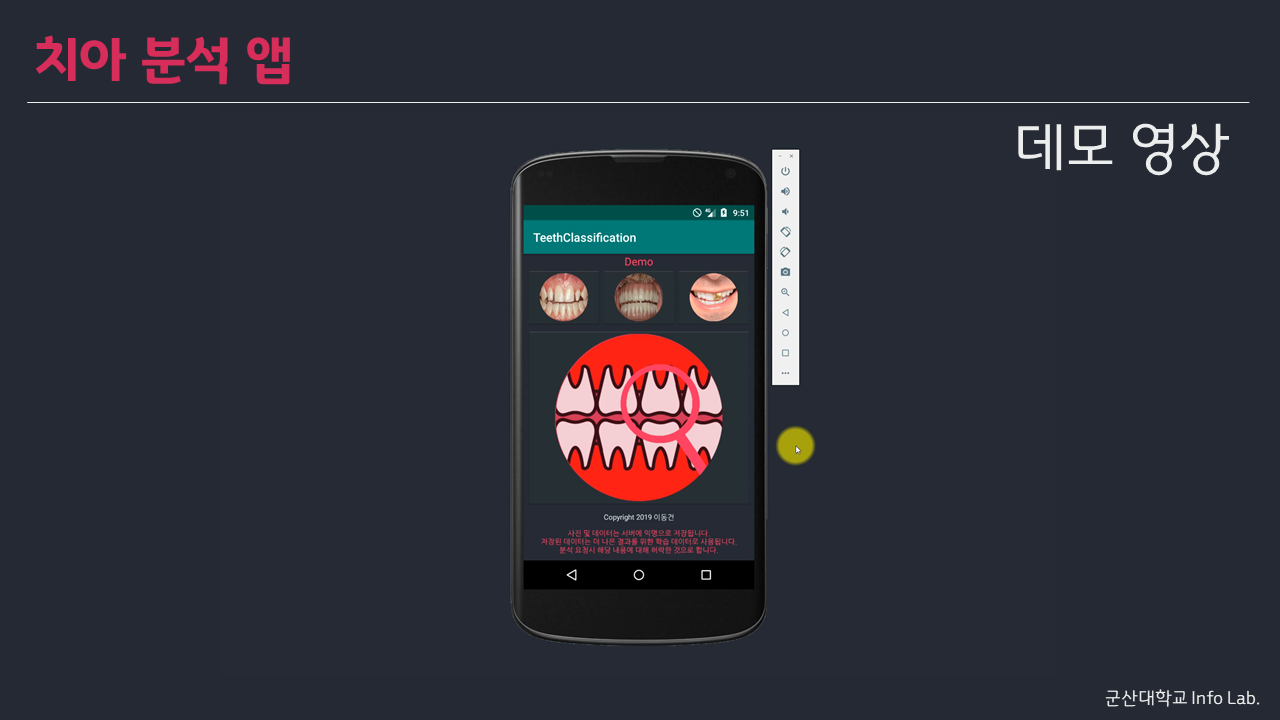 치아 분석 앱
데모 영상
9:51
TeethClassification
Demo
Copyright 2019 이동건
사진 및 데이터는 서버에 익명으로 저장됩니다.
저장된 데이터는 더 나은 결과를 위한 학습 데이터로 사용됩니다.
분석 요청시 해당 내용에 대해 허락한 것으로 합니다.
군산대학교 Info Lab.